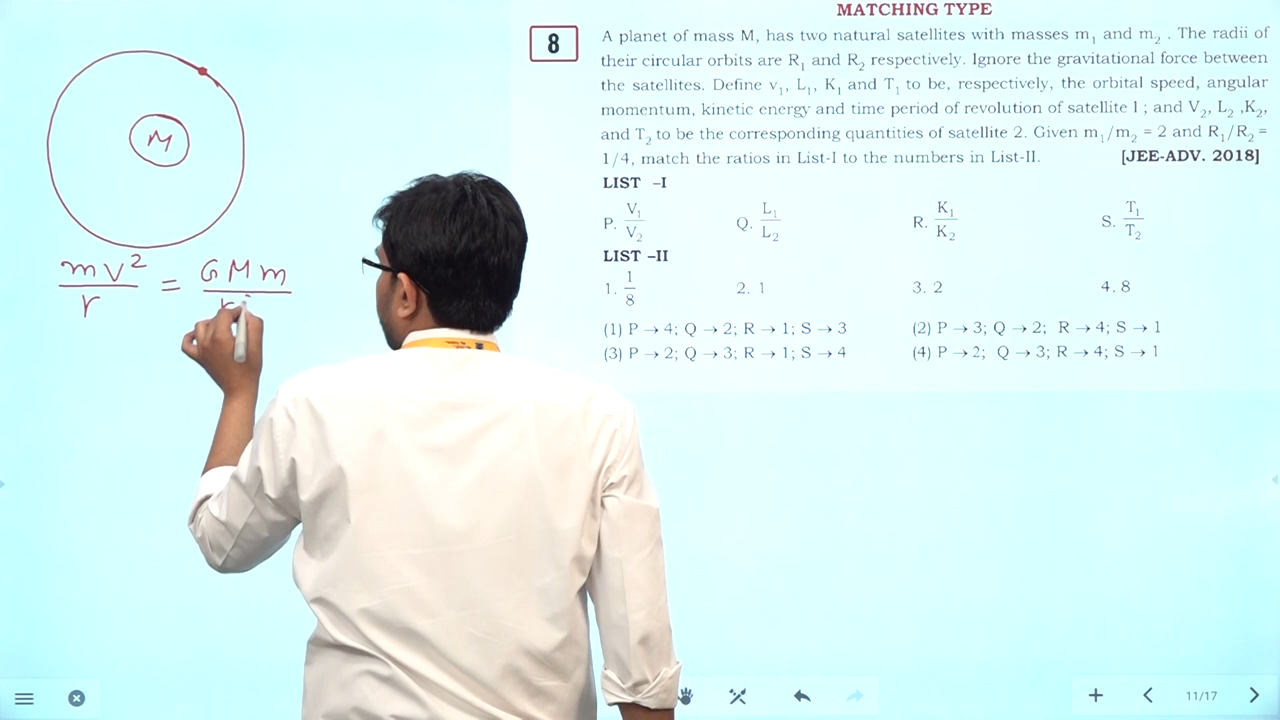 MATCHING TYPE
8
A planet of mass M, has two natural satellites with masses m₁ and m₂ . The radii of
their circular orbits are R₁ and R₂ respectively. Ignore the gravitational force between
the satellites. Define v₁, L₁, K₁ and T₁ to be, respectively, the orbital speed, angular
momentum, kinetic energy and time period of revolution of satellite 1 ; and V₂, L₂ ,K₂,
and T₂ to be the corresponding quantities of satellite 2. Given m₁/m₂ = 2 and R₁/R₂ =
1/4, match the ratios in List-I to the numbers in List-II. [JEE-ADV. 2018]
LIST –I
P. V₁/V₂ Q. L₁/L₂ R. K₁/K₂ S. T₁/T₂
LIST –II
1. 1/8 2. 1 3. 2 4. 8
(1) P → 4; Q → 2; R → 1; S → 3 (2) P → 3; Q → 2; R → 4; S → 1
(3) P → 2; Q → 3; R → 1; S → 4 (4) P → 2; Q → 3; R → 4; S → 1
M
mv²/r = GMm/r
11/17